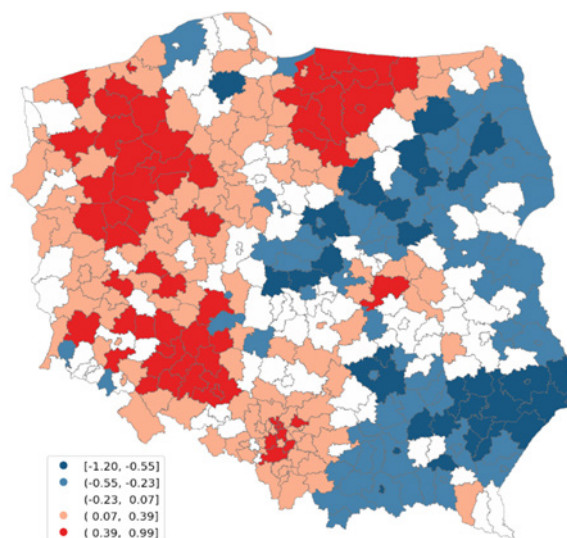 [-1.20, -0.55]
(-0.55, -0.23]
(-0.23, 0.07]
( 0.07, 0.39]
( 0.39, 0.99]